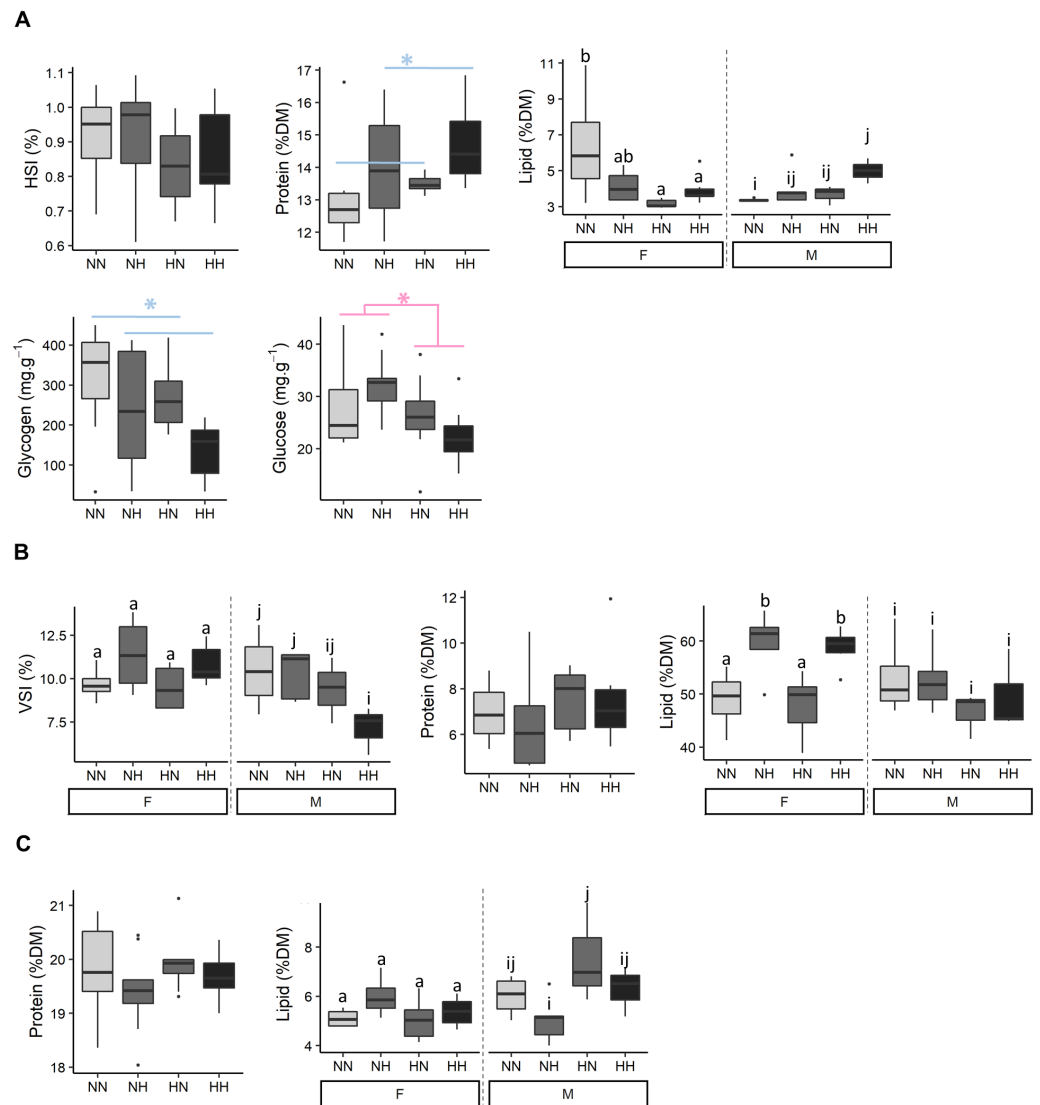 A
HSI (%)
1.1
1.0
0.9
0.8
0.7
0.6
NN NH HN HH
Protein (%DM)
17
16
15
14
13
12
*
NN NH HN HH
Lipid (%DM)
11
9
7
5
3
b ab a a i ij ij j
NN NH HN HH NN NH HN HH
F M
Glycogen (mg.g⁻¹)
400
300
200
100
*
NN NH HN HH
Glucose (mg.g⁻¹)
40
30
20
*
NN NH HN HH
B
VSI (%)
12.5
10.0
7.5
a a a a j j ij i
NN NH HN HH NN NH HN HH
F M
Protein (%DM)
12
10
8
6
NN NH HN HH
Lipid (%DM)
60
50
40
a b a b i i i i
NN NH HN HH NN NH HN HH
F M
C
Protein (%DM)
21
20
19
18
NN NH HN HH
Lipid (%DM)
8
6
4
a a a a ij i j ij
NN NH HN HH NN NH HN HH
F M